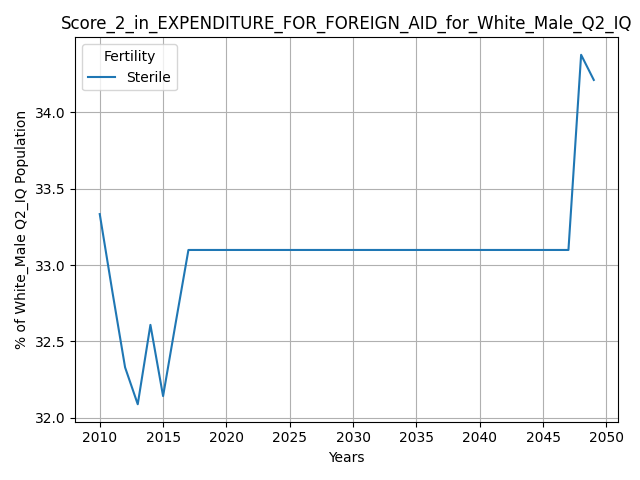 Score_2_in_EXPENDITURE_FOR_FOREIGN_AID_for_White_Male_Q2_IQ
Fertility
Sterile
% of White_Male Q2_IQ Population
34.0
33.5
33.0
32.5
32.0
2010 2015 2020 2025 2030 2035 2040 2045 2050
Years